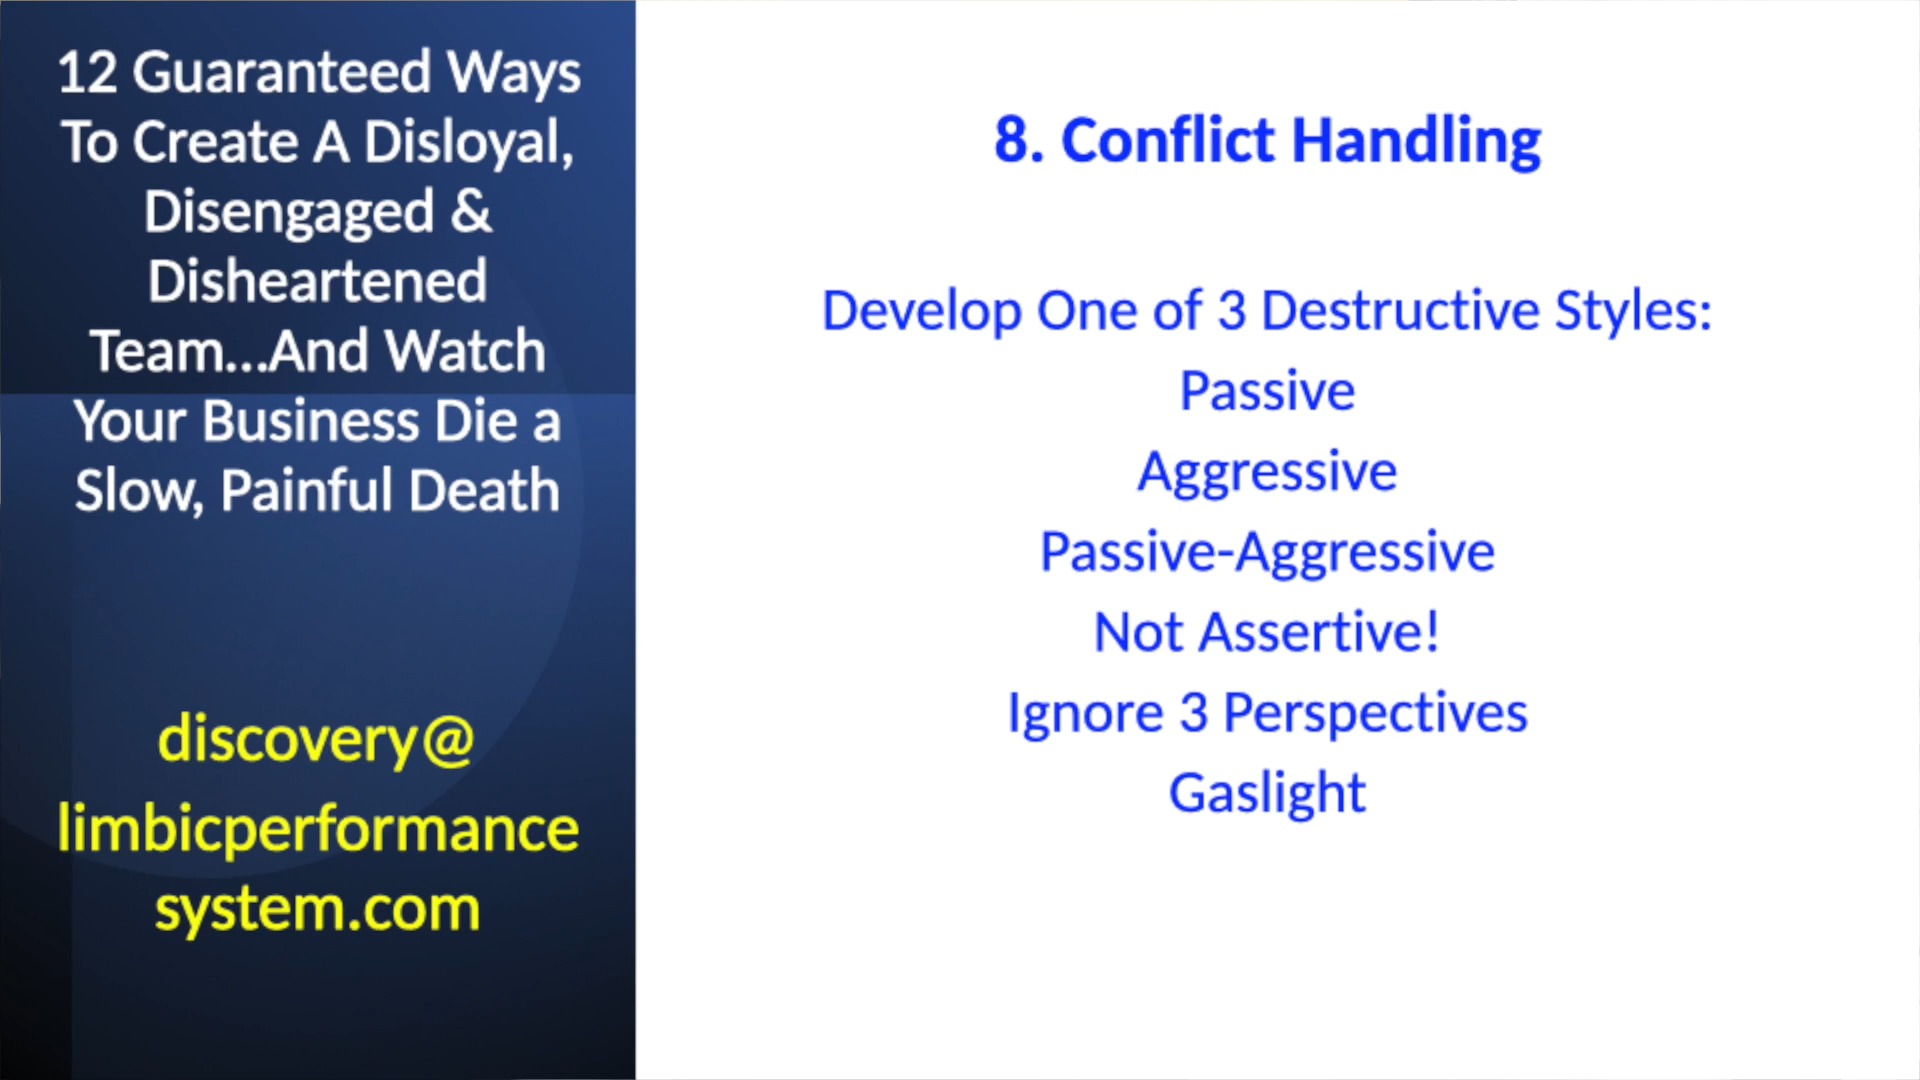 12 Guaranteed Ways
To Create A Disloyal,
Disengaged &
Disheartened
Team...And Watch
Your Business Die a
Slow, Painful Death
discovery@
limbicperformance
system.com
8. Conflict Handling
Develop One of 3 Destructive Styles:
Passive
Aggressive
Passive-Aggressive
Not Assertive!
Ignore 3 Perspectives
Gaslight